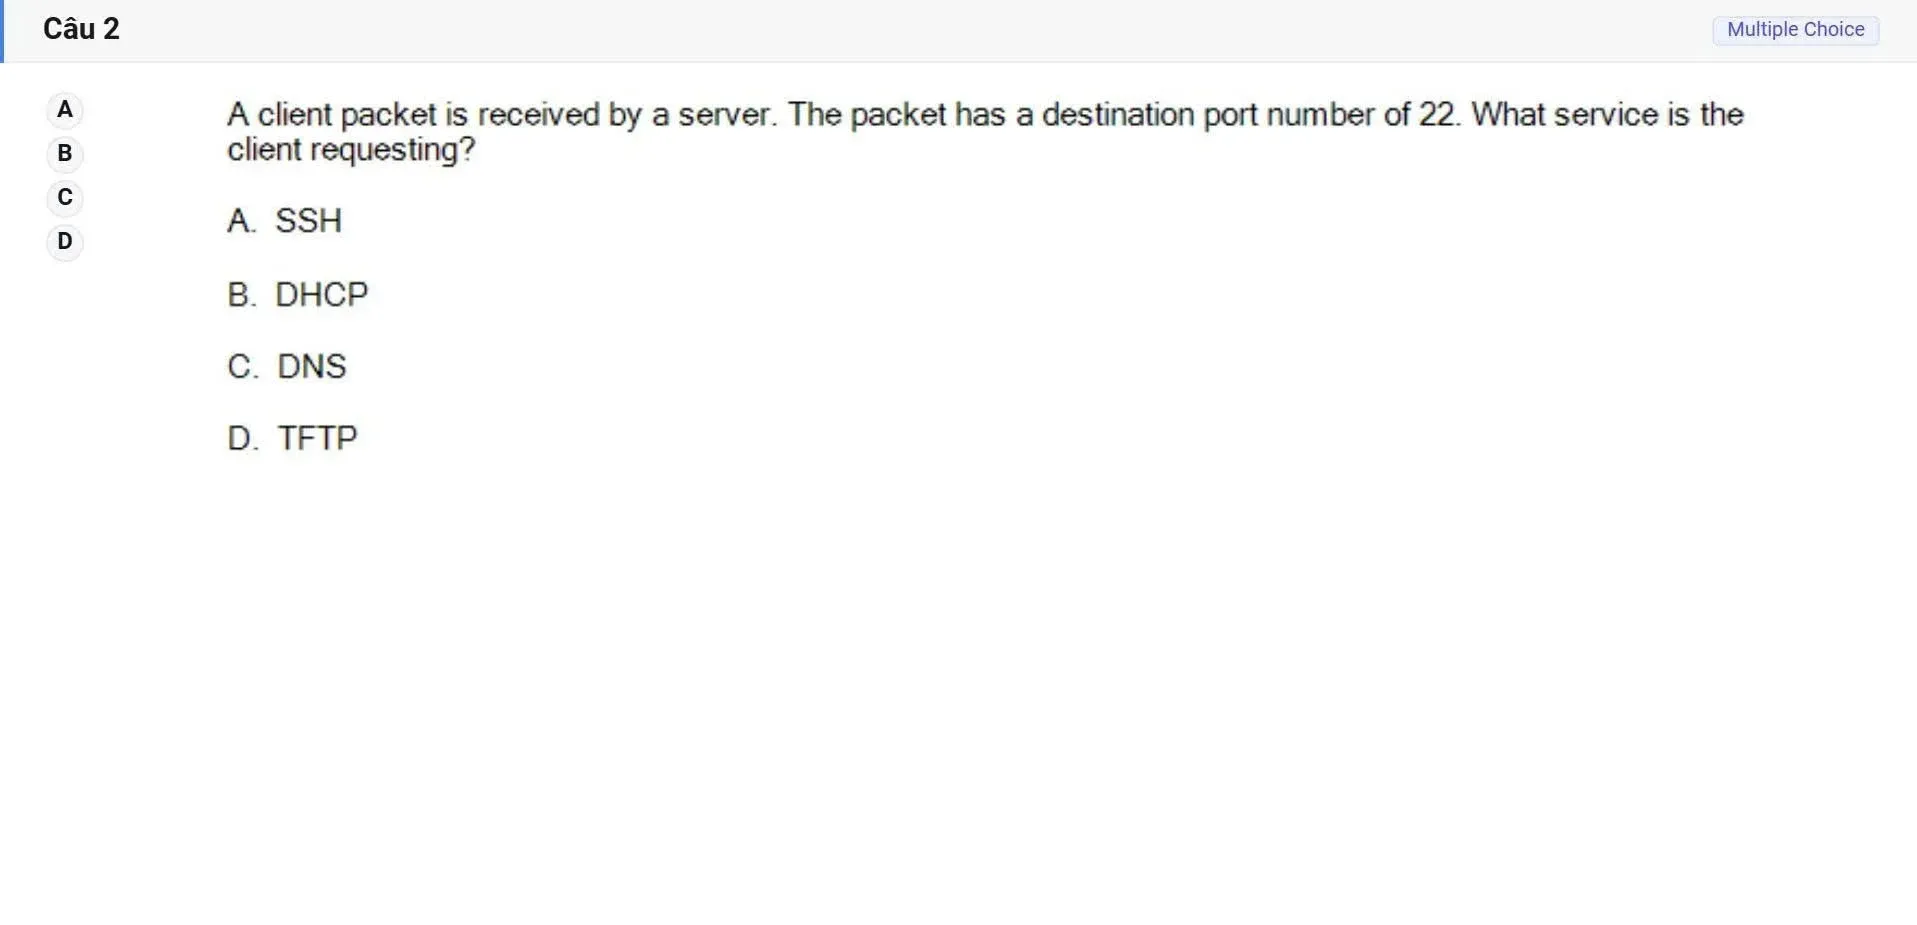 Câu 2
Multiple Choice
A
B
C
D
A client packet is received by a server. The packet has a destination port number of 22. What service is the
client requesting?
A. SSH
B. DHCP
C. DNS
D. TFTP